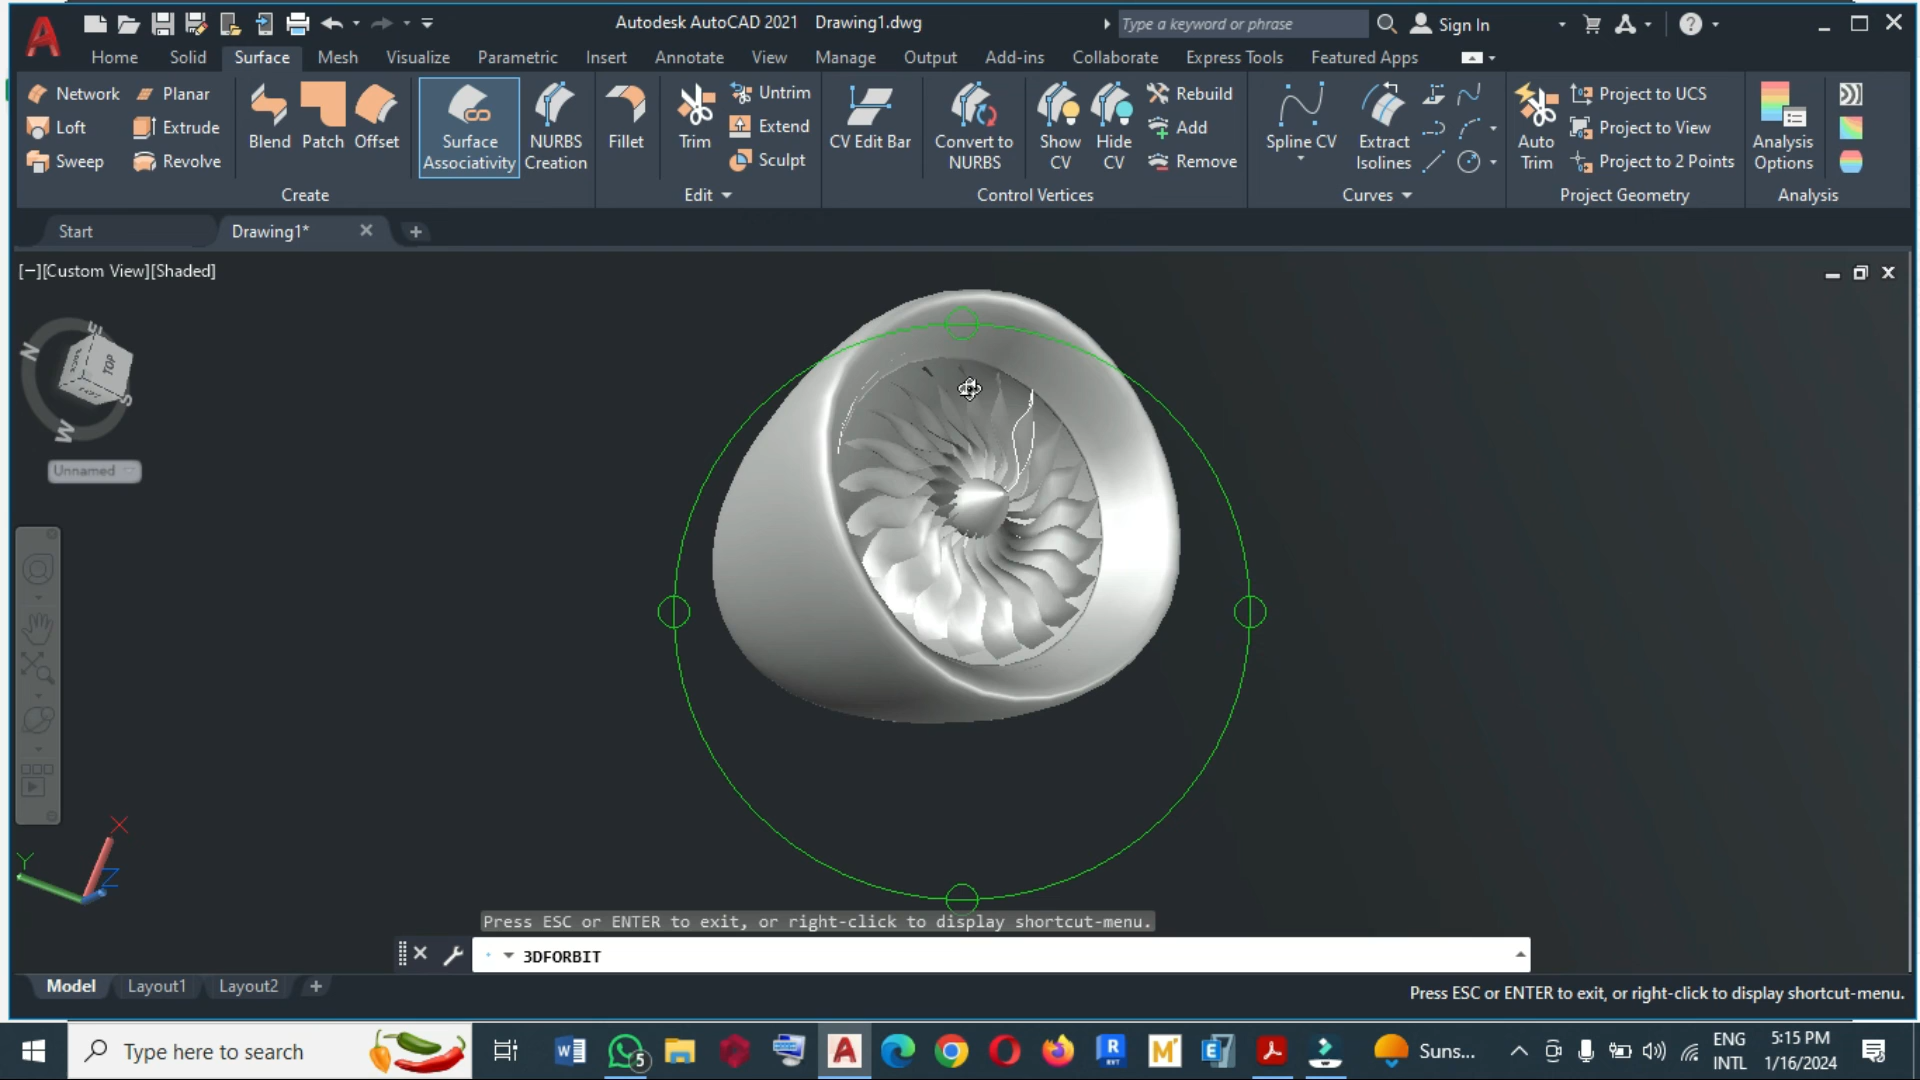 Autodesk AutoCAD 2021 Drawing1.dwg
Type a keyword or phrase
Sign In
Home Solid Surface Mesh Visualize Parametric Insert Annotate View Manage Output Add-ins Collaborate Express Tools Featured Apps
Network Planar
Loft Extrude
Sweep Revolve
Blend Patch Offset
Surface Associativity
NURBS Creation
Create
Fillet
Trim
Untrim
Extend
Sculpt
Edit
CV Edit Bar
Convert to NURBS
Show CV
Hide CV
Rebuild
Add
Remove
Control Vertices
Spline CV
Extract Isolines
Curves
Auto Trim
Project to UCS
Project to View
Project to 2 Points
Project Geometry
Analysis Options
Analysis
Start
Drawing1*
[−][Custom View][Shaded]
N
E
TOP
S
W
Unnamed
X
Y
Z
Press ESC or ENTER to exit, or right-click to display shortcut-menu.
3DFORBIT
Model Layout1 Layout2
Press ESC or ENTER to exit, or right-click to display shortcut-menu.
Type here to search
5
Suns...
ENG
INTL
5:15 PM
1/16/2024